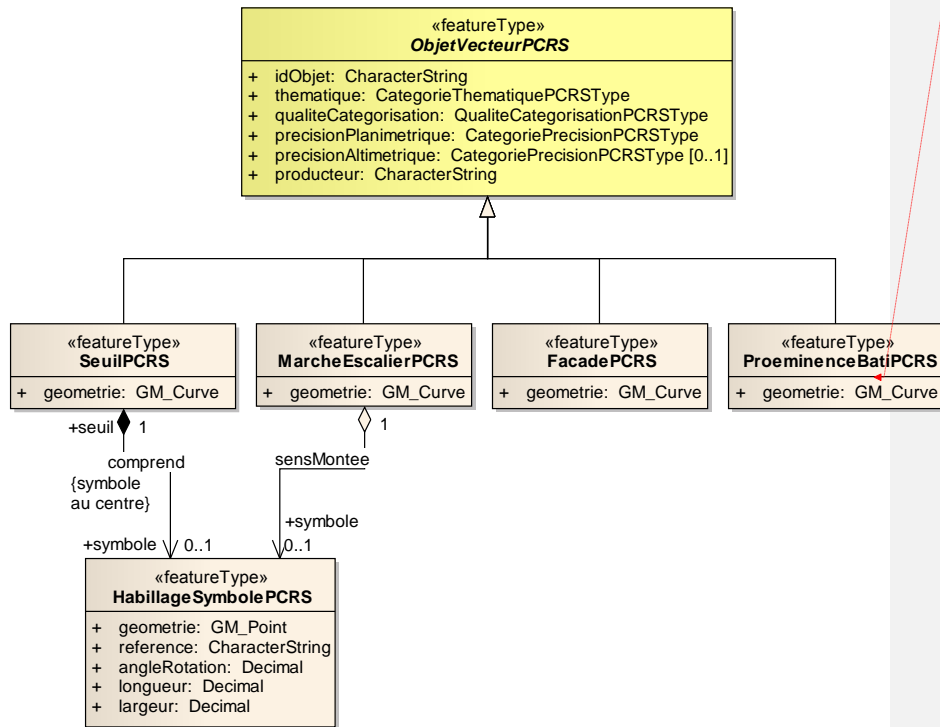 «featureType»
ObjetVecteurPCRS
+ idObjet: CharacterString
+ thematique: CategorieThematiquePCRSType
+ qualiteCategorisation: QualiteCategorisationPCRSType
+ precisionPlanimetrique: CategoriePrecisionPCRSType
+ precisionAltimetrique: CategoriePrecisionPCRSType [0..1]
+ producteur: CharacterString
«featureType»
SeuilPCRS
+ geometrie: GM_Curve
«featureType»
MarcheEscalierPCRS
+ geometrie: GM_Curve
«featureType»
FacadePCRS
+ geometrie: GM_Curve
«featureType»
ProeminenceBatiPCRS
+ geometrie: GM_Curve
+seuil 1
comprend
{symbole
au centre}
+symbole 0..1
1
sensMontee
+symbole
0..1
«featureType»
HabillageSymbolePCRS
+ geometrie: GM_Point
+ reference: CharacterString
+ angleRotation: Decimal
+ longueur: Decimal
+ largeur: Decimal